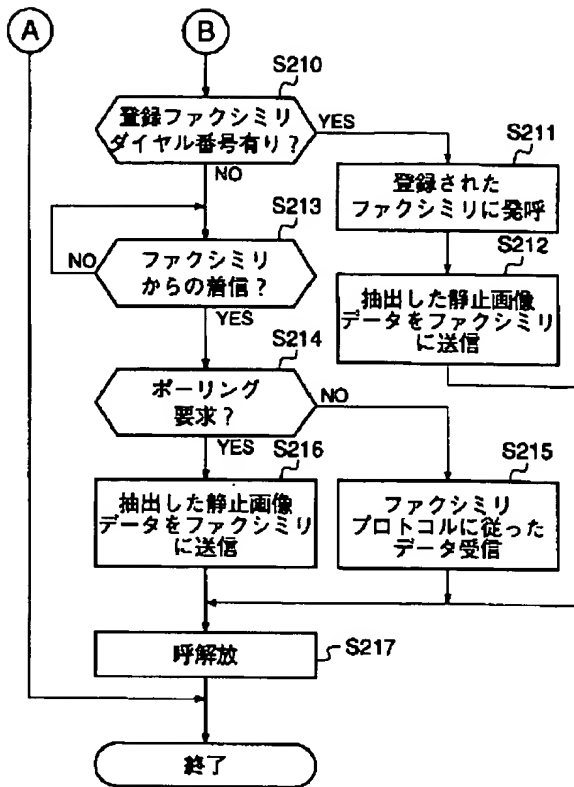 A
B
S210
登録ファクシミリ
ダイヤル番号有り？
YES
NO
S211
登録された
ファクシミリに発呼
S213
NO
ファクシミリ
からの着信？
YES
S212
抽出した静止画像
データをファクシミリ
に送信
S214
ポーリング
要求？
NO
YES
S216
抽出した静止画像
データをファクシミリ
に送信
S215
ファクシミリ
プロトコルに従った
データ受信
呼解放
S217
終了